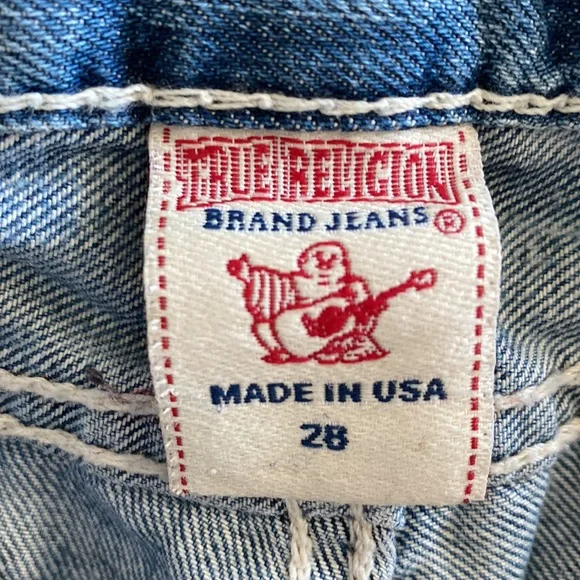 TRUE RELIGION
BRAND JEANS ®
MADE IN USA
28